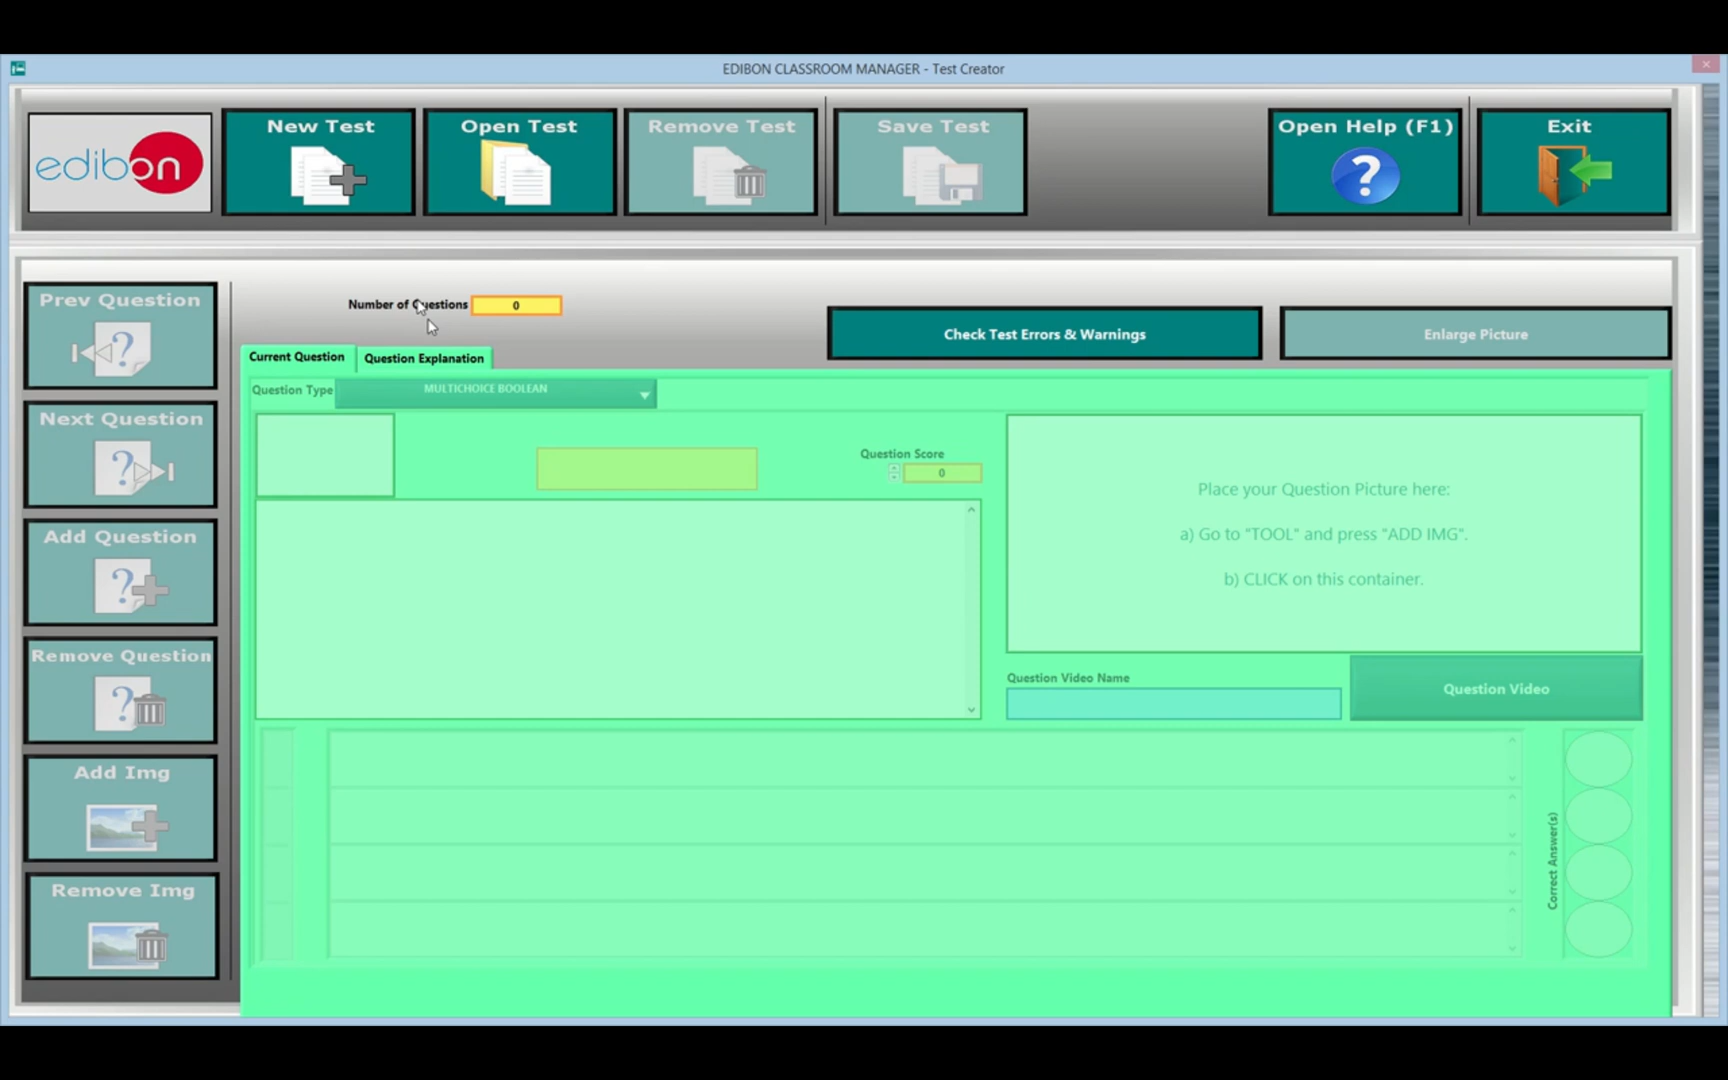 EDIBON CLASSROOM MANAGER - Test Creator
edibon
New Test
Open Test
Remove Test
Save Test
Open Help (F1)
Exit
Prev Question
Next Question
Add Question
Remove Question
Add Img
Remove Img
Number of Questions 0
Check Test Errors & Warnings
Enlarge Picture
Current Question
Question Explanation
Question Type
MULTICHOICE BOOLEAN
Question Score
0
Place your Question Picture here:
a) Go to "TOOL" and press "ADD IMG".
b) CLICK on this container.
Question Video Name
Question Video
Correct Answer(s)